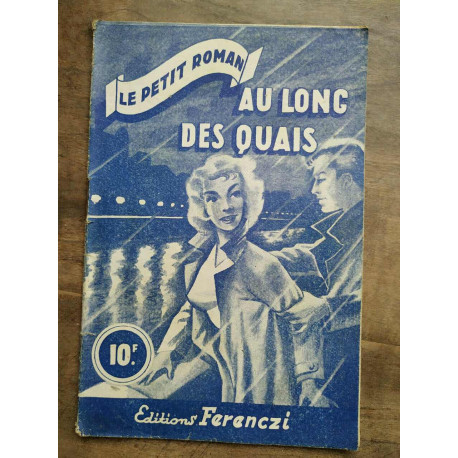 LE PETIT ROMAN
AU LONG
DES QUAIS
10F.
Editions Ferenczi